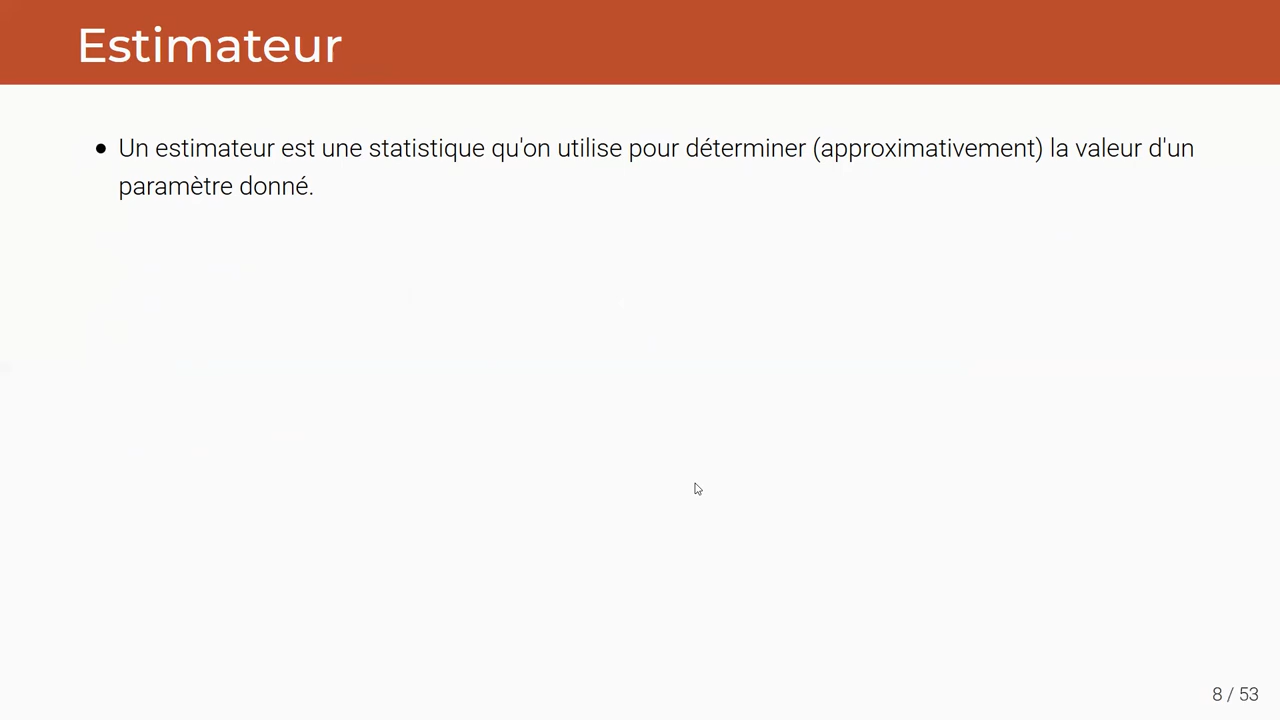 Estimateur
• Un estimateur est une statistique qu'on utilise pour déterminer (approximativement) la valeur d'un
paramètre donné.
8 / 53